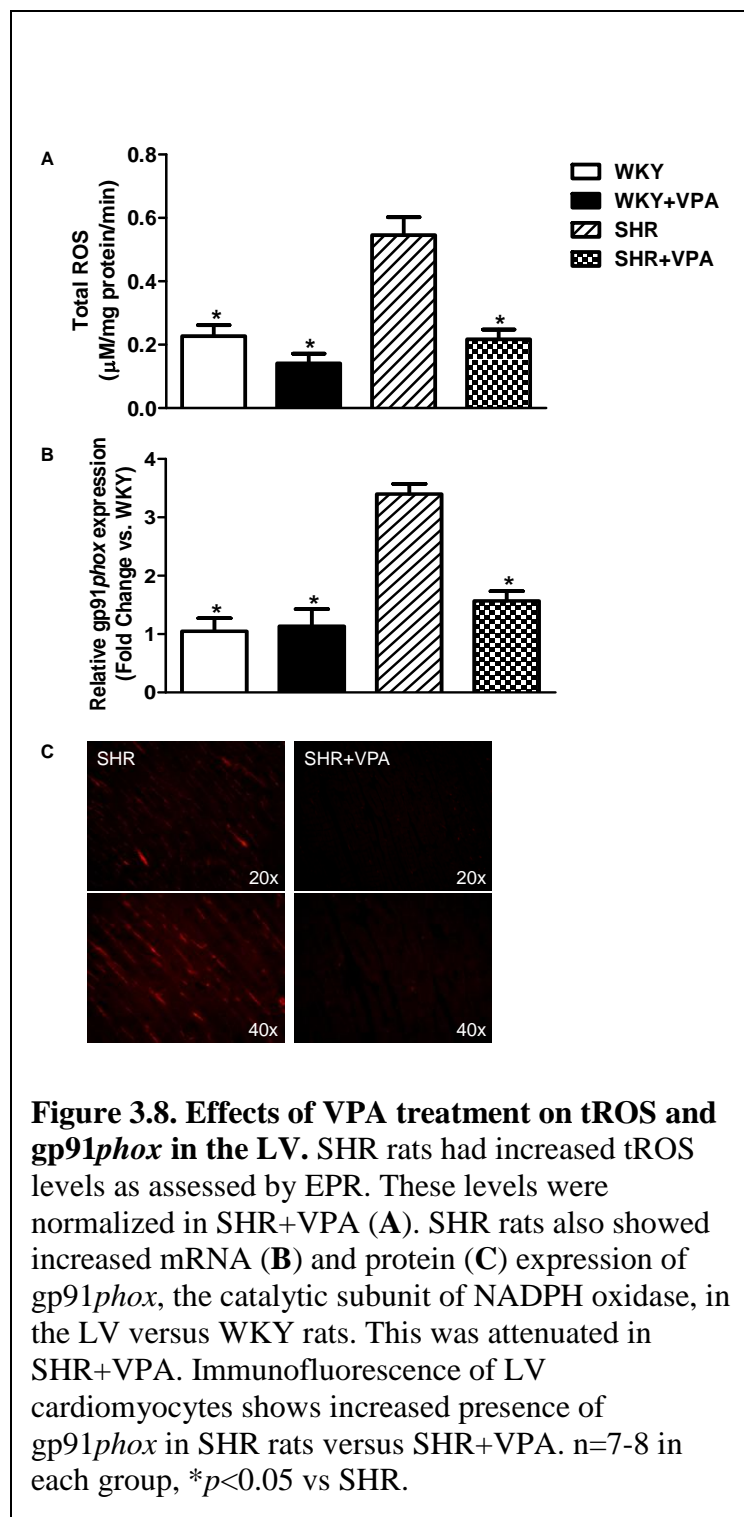 A
0.8
0.6
0.4
0.2
0.0
Total ROS
(µM/mg protein/min)
*
*
*
WKY
WKY+VPA
SHR
SHR+VPA
B
4
3
2
1
0
Relative gp91phox expression
(Fold Change vs. WKY)
*
*
*
C
SHR
SHR+VPA
20x
20x
40x
40x
Figure 3.8. Effects of VPA treatment on tROS and
gp91phox in the LV. SHR rats had increased tROS
levels as assessed by EPR. These levels were
normalized in SHR+VPA (A). SHR rats also showed
increased mRNA (B) and protein (C) expression of
gp91phox, the catalytic subunit of NADPH oxidase, in
the LV versus WKY rats. This was attenuated in
SHR+VPA. Immunofluorescence of LV
cardiomyocytes shows increased presence of
gp91phox in SHR rats versus SHR+VPA. n=7-8 in
each group, *p<0.05 vs SHR.